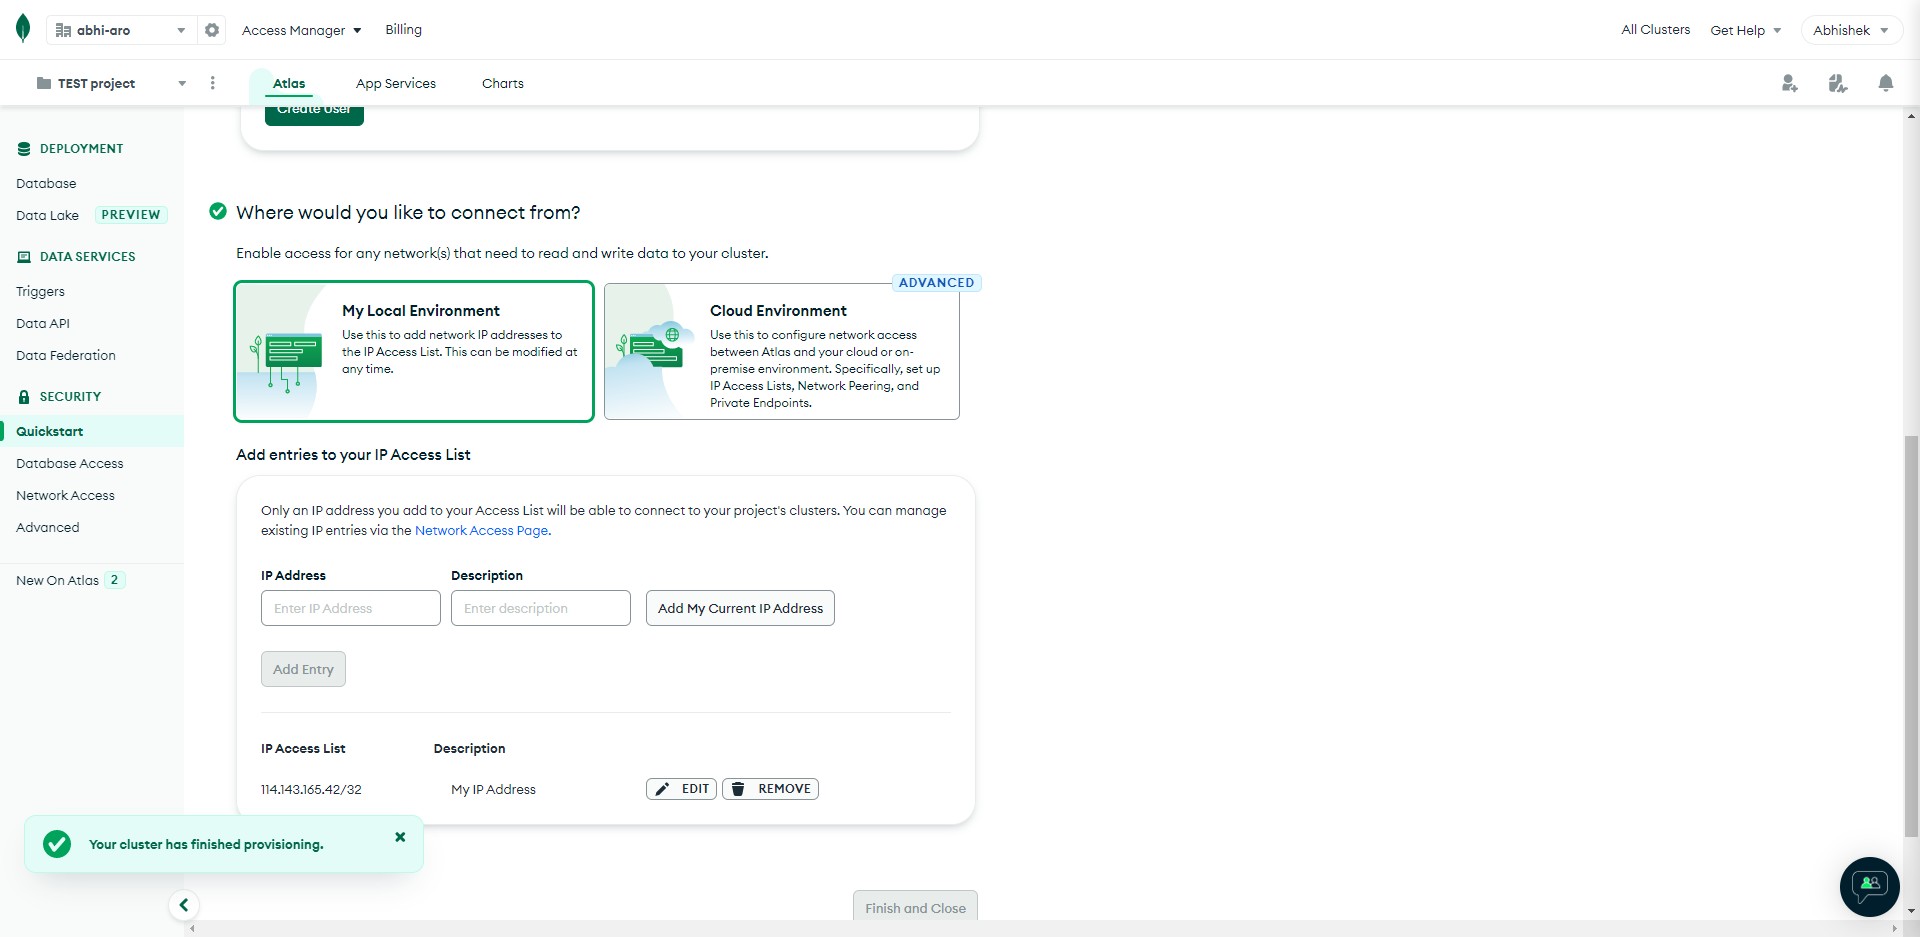 abhi-aro
Access Manager
Billing
All Clusters
Get Help
Abhishek
TEST project
Atlas
App Services
Charts
DEPLOYMENT
Database
Data Lake PREVIEW
DATA SERVICES
Triggers
Data API
Data Federation
SECURITY
Quickstart
Database Access
Network Access
Advanced
New On Atlas 2
Create User
Where would you like to connect from?
Enable access for any network(s) that need to read and write data to your cluster.
My Local Environment
Use this to add network IP addresses to
the IP Access List. This can be modified at
any time.
ADVANCED
Cloud Environment
Use this to configure network access
between Atlas and your cloud or on-
premise environment. Specifically, set up
IP Access Lists, Network Peering, and
Private Endpoints.
Add entries to your IP Access List
Only an IP address you add to your Access List will be able to connect to your project's clusters. You can manage
existing IP entries via the Network Access Page.
IP Address
Description
Enter IP Address
Enter description
Add My Current IP Address
Add Entry
IP Access List
Description
114.143.165.42/32
My IP Address
EDIT
REMOVE
Your cluster has finished provisioning.
Finish and Close